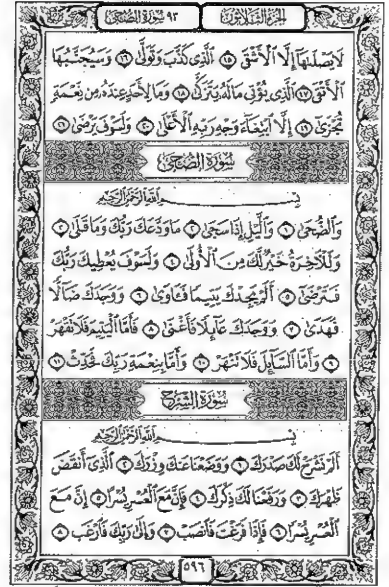 الجزء الثلاثون ٩٣ سورة الضحى
لَا يَصْلَىٰهَآ إِلَّا ٱلْأَشْقَى ١٥ ٱلَّذِى كَذَّبَ وَتَوَلَّىٰ ١٦ وَسَيُجَنَّبُهَا
ٱلْأَتْقَى ١٧ ٱلَّذِى يُؤْتِى مَالَهُۥ يَتَزَكَّىٰ ١٨ وَمَا لِأَحَدٍ عِندَهُۥ مِن نِّعْمَةٍ
تُجْزَىٰٓ ١٩ إِلَّا ٱبْتِغَآءَ وَجْهِ رَبِّهِ ٱلْأَعْلَىٰ ٢٠ وَلَسَوْفَ يَرْضَىٰ ٢١
سورة الضحى
بِسْمِ ٱللَّهِ ٱلرَّحْمَٰنِ ٱلرَّحِيمِ
وَٱلضُّحَىٰ ١ وَٱلَّيْلِ إِذَا سَجَىٰ ٢ مَا وَدَّعَكَ رَبُّكَ وَمَا قَلَىٰ ٣
وَلَلْءَاخِرَةُ خَيْرٌ لَّكَ مِنَ ٱلْأُولَىٰ ٤ وَلَسَوْفَ يُعْطِيكَ رَبُّكَ
فَتَرْضَىٰٓ ٥ أَلَمْ يَجِدْكَ يَتِيمًا فَـَٔاوَىٰ ٦ وَوَجَدَكَ ضَآلًّا
فَهَدَىٰ ٧ وَوَجَدَكَ عَآئِلًا فَأَغْنَىٰ ٨ فَأَمَّا ٱلْيَتِيمَ فَلَا تَقْهَرْ
٩ وَأَمَّا ٱلسَّآئِلَ فَلَا تَنْهَرْ ١٠ وَأَمَّا بِنِعْمَةِ رَبِّكَ فَحَدِّثْ ١١
سورة الشرح
بِسْمِ ٱللَّهِ ٱلرَّحْمَٰنِ ٱلرَّحِيمِ
أَلَمْ نَشْرَحْ لَكَ صَدْرَكَ ١ وَوَضَعْنَا عَنكَ وِزْرَكَ ٢ ٱلَّذِىٓ أَنقَضَ
ظَهْرَكَ ٣ وَرَفَعْنَا لَكَ ذِكْرَكَ ٤ فَإِنَّ مَعَ ٱلْعُسْرِ يُسْرًا ٥ إِنَّ مَعَ
ٱلْعُسْرِ يُسْرًا ٦ فَإِذَا فَرَغْتَ فَٱنصَبْ ٧ وَإِلَىٰ رَبِّكَ فَٱرْغَب ٨
٥٩٦